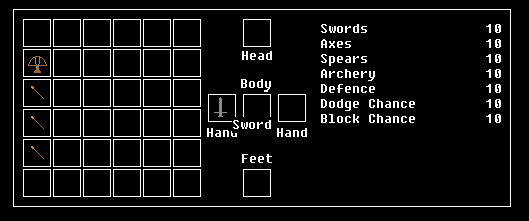 Head
Body
Hand
Sword
Hand
Feet
Swords 10
Axes 10
Spears 10
Archery 10
Defence 10
Dodge Chance 10
Block Chance 10